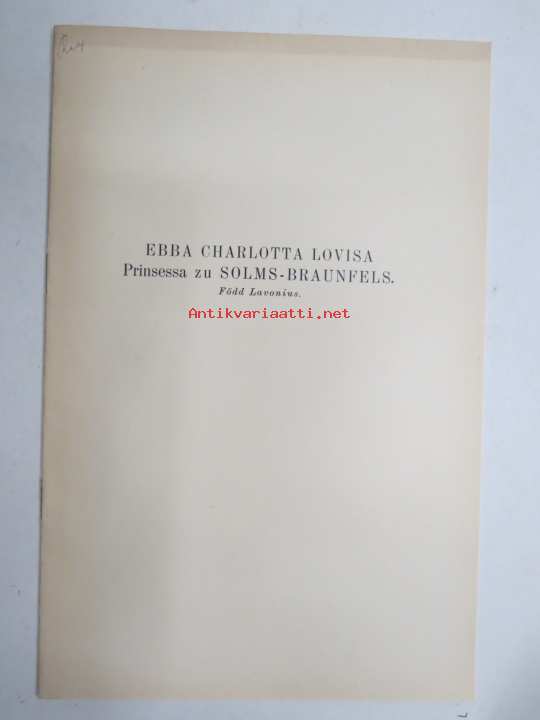 EBBA CHARLOTTA LOVISA
Prinsessa zu SOLMS-BRAUNFELS.
Född Lavonius.
Antikvariaatti.net